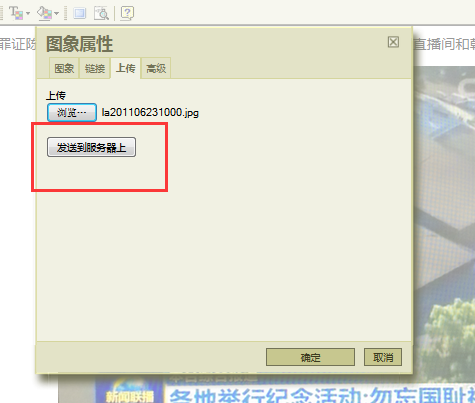 罪证陈
直播间和韩
图象属性
图象 链接 上传 高级
上传
浏览… la201106231000.jpg
发送到服务器上
确定 取消
新闻联播
各地举行纪念活动:勿忘国耻